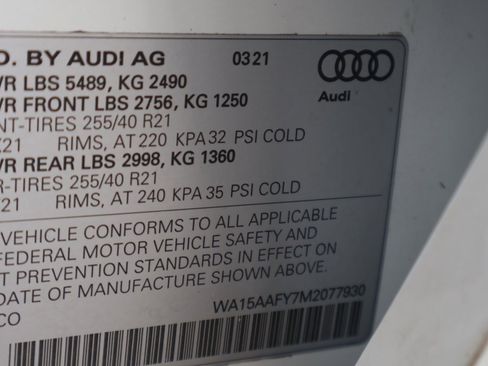 D. BY AUDI AG 03 21
VR LBS 5489, KG 2490
VR FRONT LBS 2756, KG 1250
NT-TIRES 255/40 R21
X21 RIMS, AT 220 KPA 32 PSI COLD
VR REAR LBS 2998, KG 1360
R-TIRES 255/40 R21
X21 RIMS, AT 240 KPA 35 PSI COLD
VEHICLE CONFORMS TO ALL APPLICABLE
FEDERAL MOTOR VEHICLE SAFETY AND
T PREVENTION STANDARDS IN EFFECT ON
DATE OF MANUFACTURE SHOWN ABOVE.
CO WA15AAFY7M2077930
Audi